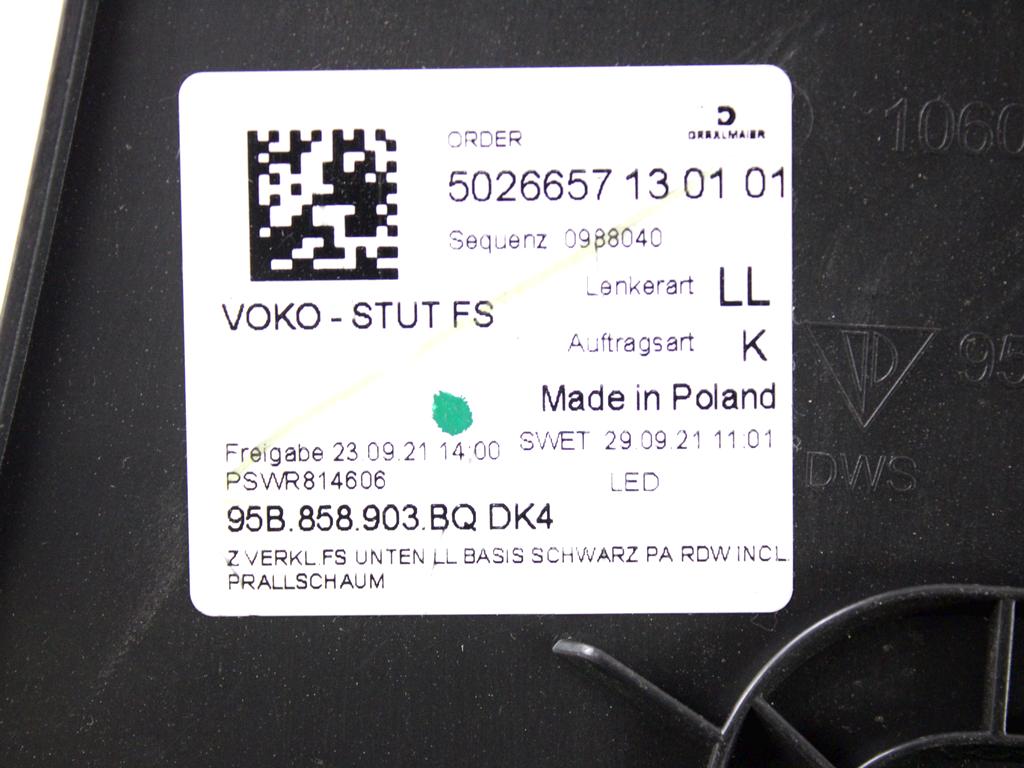 DRÄXLMAIER
ORDER
5026657 13 01 01
Sequenz 0988040
Lenkerart LL
VOKO - STUT FS
Auftragsart K
Made in Poland
Freigabe 23.09.21 14:00
SWET 29.09.21 11:01
PSWR814606
LED
95B.858.903.BQ DK4
Z VERKL.FS UNTEN LL BASIS SCHWARZ PA RDW INCL.
PRALLSCHAUM
1060
95
DWS